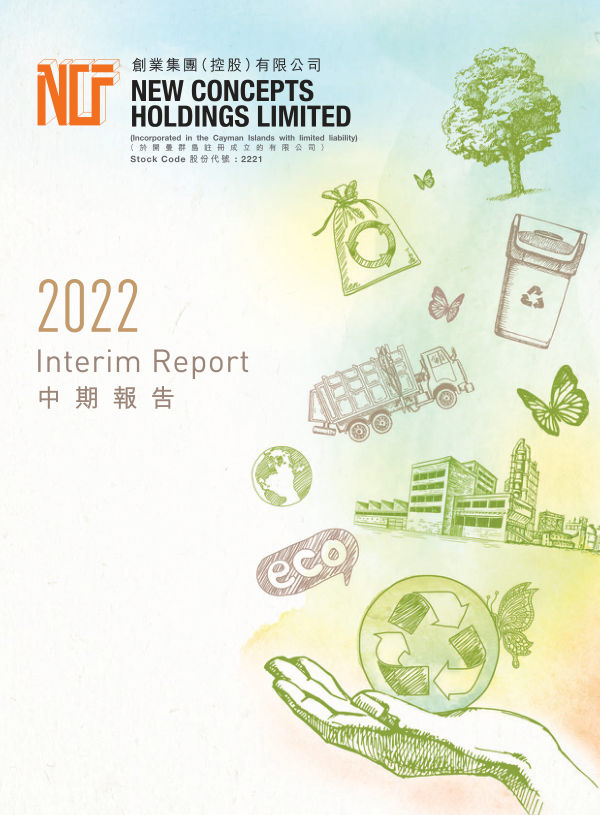 NCF
創業集團(控股)有限公司
NEW CONCEPTS
HOLDINGS LIMITED
(Incorporated in the Cayman Islands with limited liability)
(於開曼群島註冊成立的有限公司)
Stock Code 股份代號 : 2221
2022
Interim Report
中期報告
eco